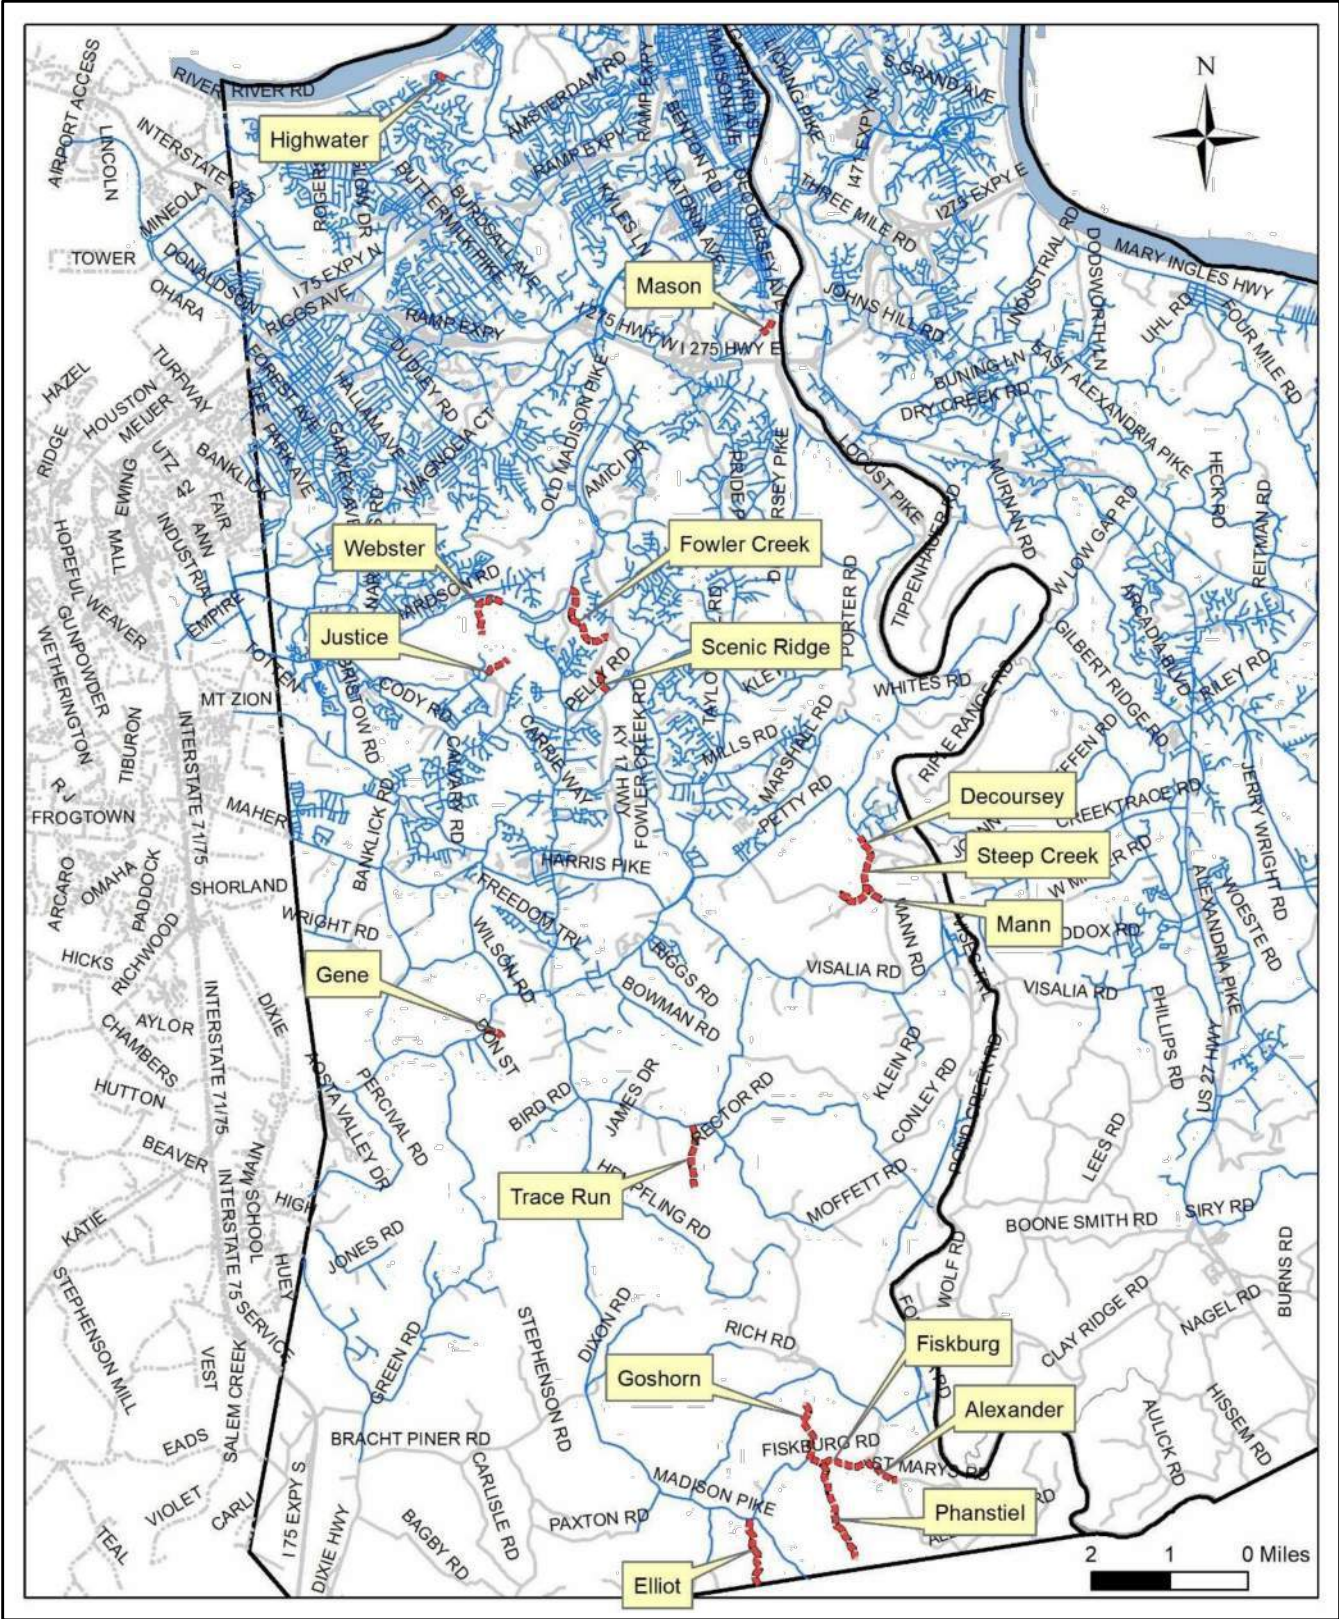 AIRPORT ACCESS
RIVER
RIVER RD
LINCOLN
INTERSTATE
MINEOLA
TOWER
DONALDSON
OHARA
Highwater
AMSTERDAM RD
RAMP EXPY
RAMP EXPY
BUTTERMILK PIKE
BURDSALL AVE
I 75 EXPY N
RIGGS AVE
RAMP EXPY
KYLES LN
BENTON RD
LATONIA AVE
DECOURSEY AVE
MADISON AVE
GARRARD ST
LICKING PIKE
S GRAND AVE
I471 EXPY N
THREE MILE RD
I275 EXPY E
N
INDUSTRIAL RD
DODSWORTH LN
MARY INGLES HWY
UHL RD
FOUR MILE RD
Mason
JOHNS HILL RD
I 275 HWY W
I 275 HWY E
BUNING LN
EAST ALEXANDRIA PIKE
DRY CREEK RD
TURFWAY
HAZEL
HOUSTON
MEIJER
RIDGE
UTZ
BANKLICK
EWING
42
FAIR
ANN
MALL
INDUSTRIAL
HOPEFUL
WEAVER
GUNPOWDER
WETHERINGTON
EMPIRE
FOREST AVE
PARK AVE
GARVEY AVE
HALLAM AVE
DUDLEY RD
MAGNOLIA CT
OLD MADISON PIKE
AMICI DR
LOCUST PIKE
TIPPENHAUER RD
MURNAN RD
W LOW GAP RD
HECK RD
REITMAN RD
Webster
Fowler Creek
Justice
Scenic Ridge
PORTER RD
ARCADIA BLVD
GILBERT RIDGE RD
RILEY RD
TOTTEN
MT ZION
BRISTOW RD
CODY RD
PELLY RD
WHITES RD
RIFLE RANGE RD
TIBURON
INTERSTATE 71/75
CALVARY RD
CARRIE WAY
KY 17 HWY
FOWLER CREEK RD
MILLS RD
MARSHALL RD
PETTY RD
R J
FROGTOWN
MAHER
BANKLICK RD
HARRIS PIKE
Decoursey
CREEKTRACE RD
JERRY WRIGHT RD
Steep Creek
ARCARO
OMAHA
PADDOCK
SHORLAND
WRIGHT RD
FREEDOM TRL
WILSON RD
Mann
MANN RD
ALEXANDRIA PIKE
WOESTE RD
HICKS
RICHWOOD
Gene
RIGGS RD
BOWMAN RD
VISALIA RD
VISALIA RD
INTERSTATE 71/75
DIXIE
AYLOR
CHAMBERS
HUTTON
AOSTA VALLEY DR
PERCIVAL RD
BIRD RD
JAMES DR
RECTOR RD
KLEIN RD
CONLEY RD
POND CREEK RD
PHILLIPS RD
US 27 HWY
LEES RD
BEAVER
MAIN
SCHOOL
HIGH
Trace Run
MOFFETT RD
BOONE SMITH RD
SIRY RD
KATIE
INTERSTATE 75
SERVICE
HUEY
JONES RD
WOLF RD
BURNS RD
STEPHENSON MILL
VEST
SALEM CREEK
GREEN RD
STEPHENSON RD
DIXON RD
RICH RD
Fiskburg
CLAY RIDGE RD
NAGEL RD
Goshorn
Alexander
AULICK RD
HISSEM RD
EADS
BRACHT PINER RD
CARLISLE RD
FISKBURG RD
ST MARYS RD
VIOLET
CARLI
MADISON PIKE
Phanstiel
TEAL
I 75 EXPY S
DIXIE HWY
BAGBY RD
PAXTON RD
Elliot
2 1 0 Miles